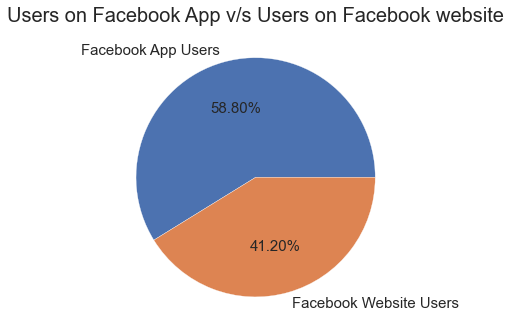 Users on Facebook App v/s Users on Facebook website
Facebook App Users
58.80%
41.20%
Facebook Website Users